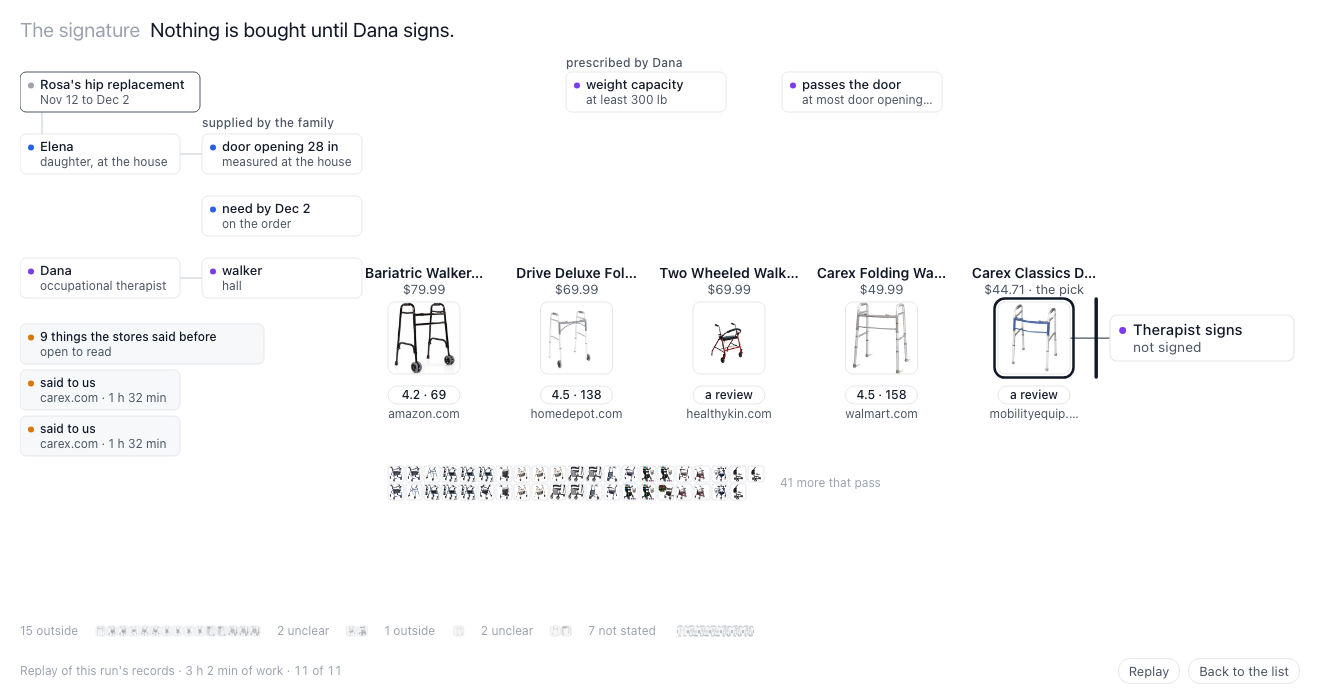 The signature Nothing is bought until Dana signs.
prescribed by Dana
Rosa's hip replacement
Nov 12 to Dec 2
weight capacity
at least 300 lb
passes the door
at most door opening...
supplied by the family
Elena
daughter, at the house
door opening 28 in
measured at the house
need by Dec 2
on the order
Dana
occupational therapist
walker
hall
Bariatric Walker...
$79.99
Drive Deluxe Fol...
$69.99
Two Wheeled Walk...
$69.99
Carex Folding Wa...
$49.99
Carex Classics D...
$44.71 · the pick
Therapist signs
not signed
9 things the stores said before
open to read
said to us
carex.com · 1 h 32 min
said to us
carex.com · 1 h 32 min
4.2 · 69
amazon.com
4.5 · 138
homedepot.com
a review
healthykin.com
4.5 · 158
walmart.com
a review
mobilityequip....
41 more that pass
15 outside
2 unclear
1 outside
2 unclear
7 not stated
Replay of this run's records · 3 h 2 min of work · 11 of 11
Replay
Back to the list